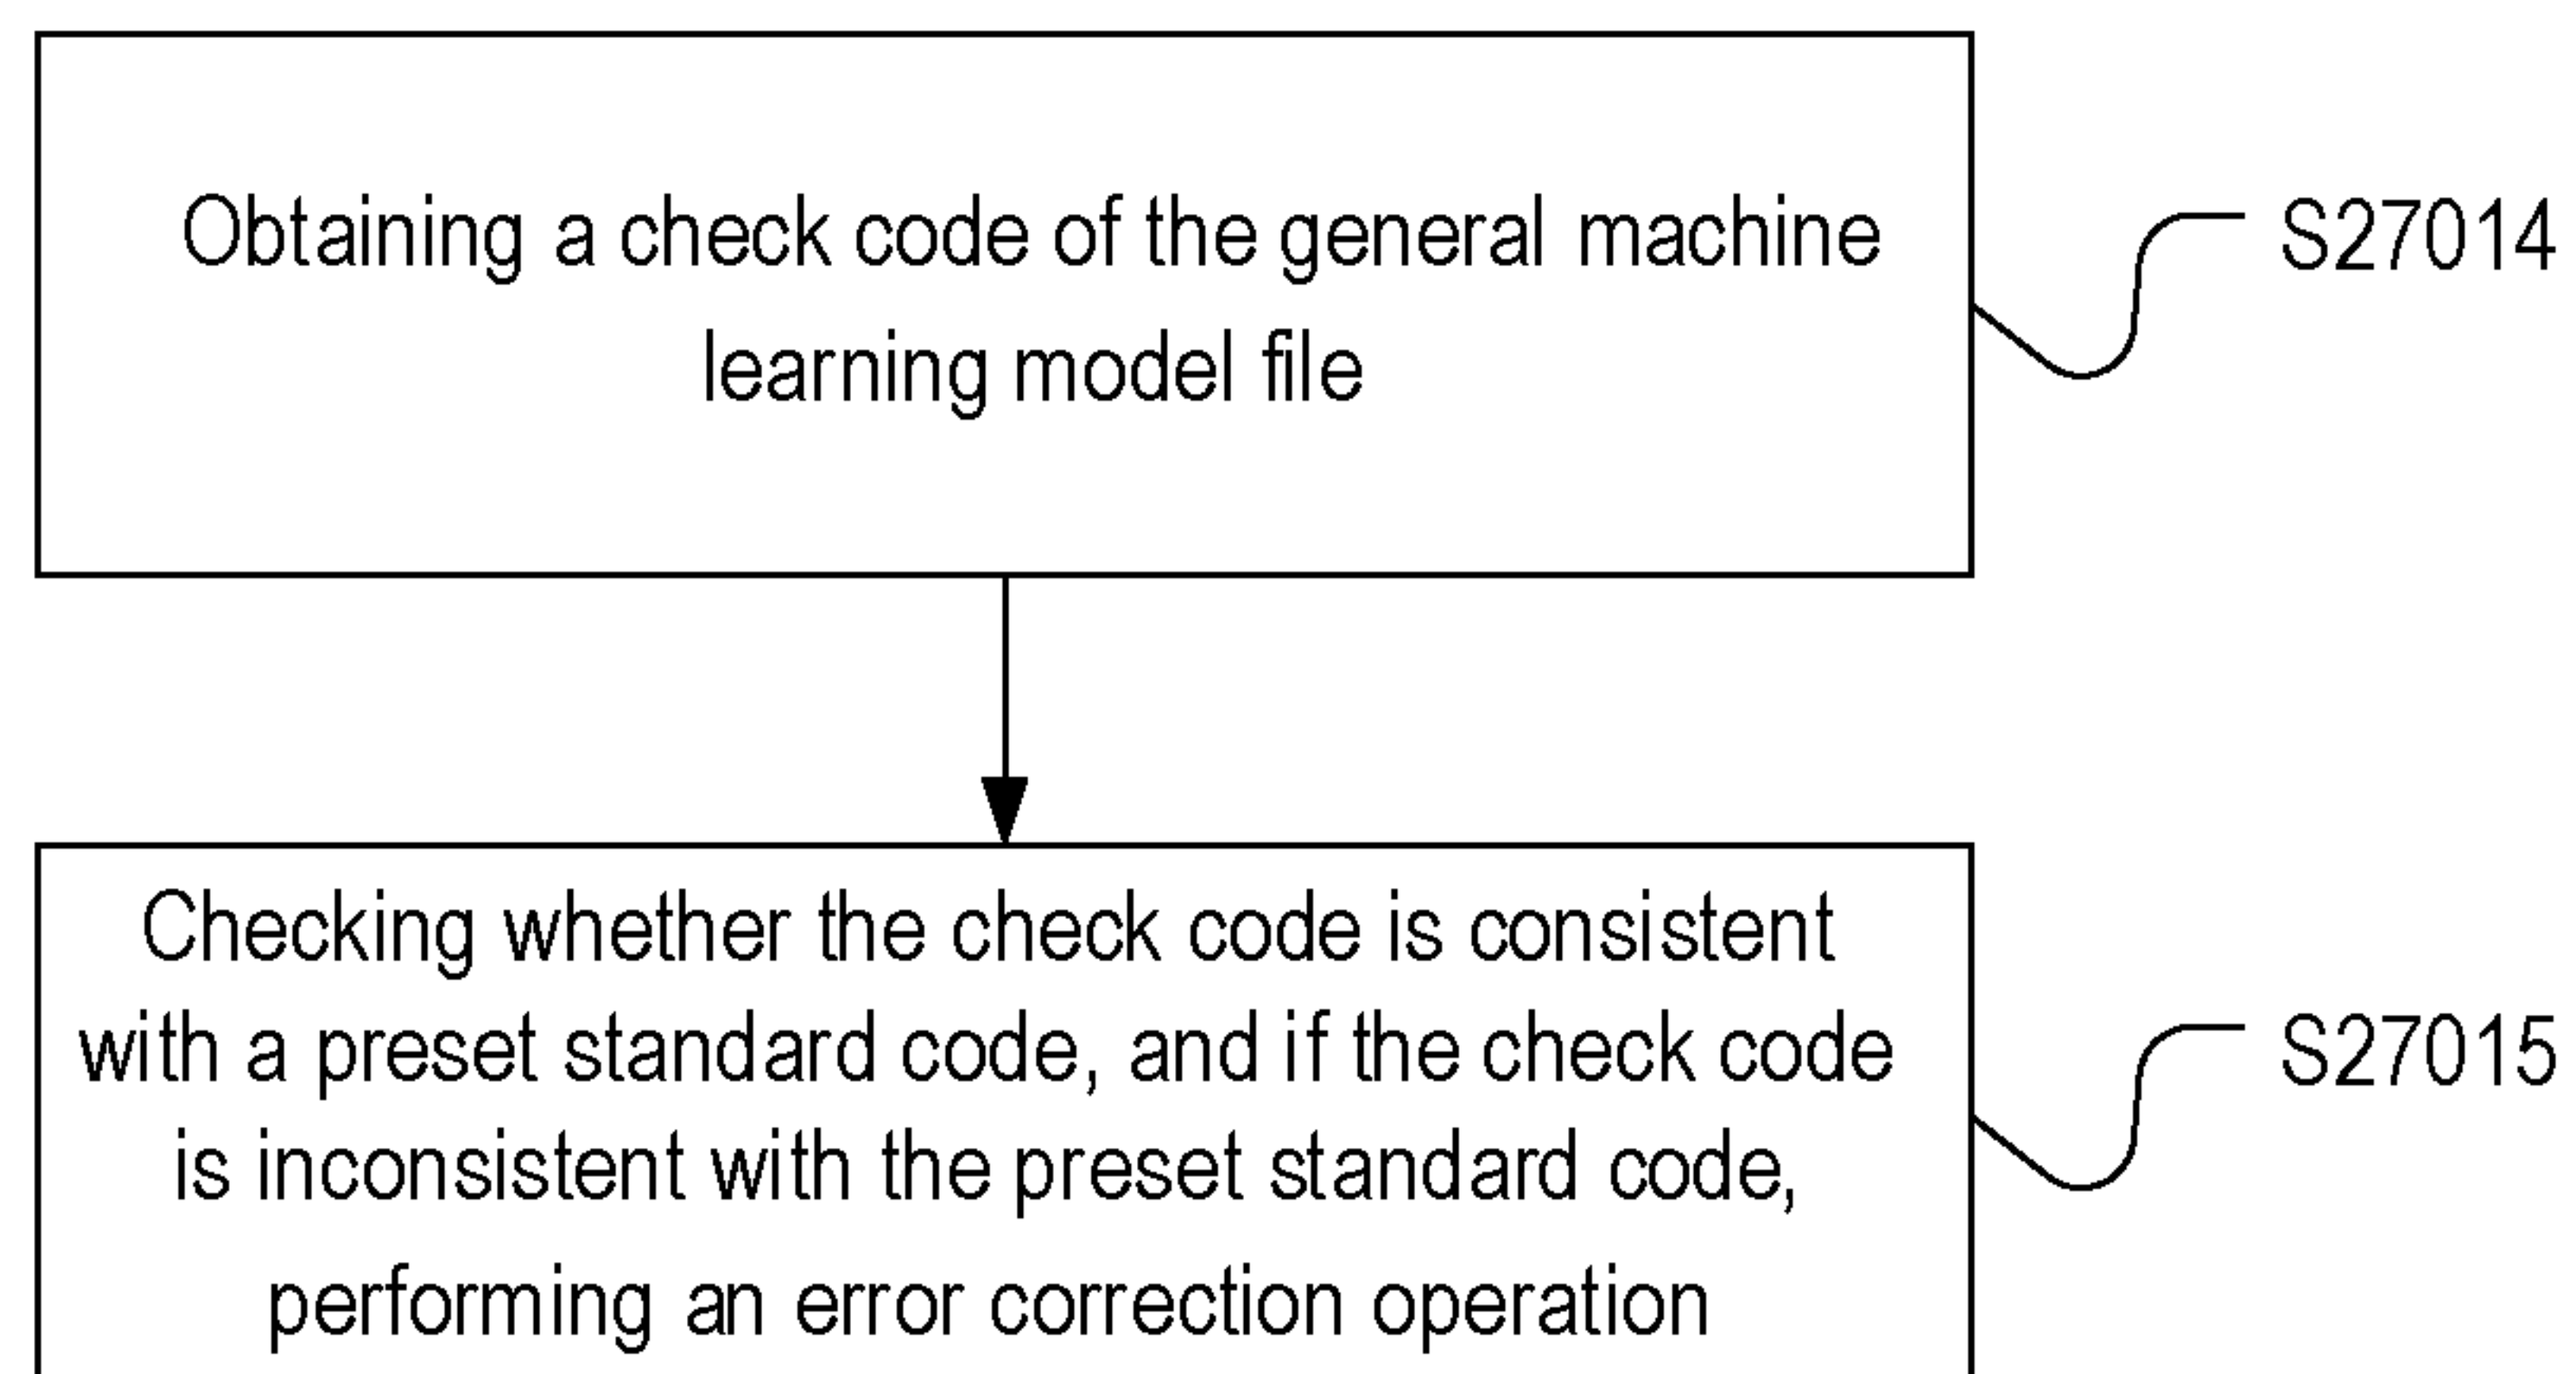 Obtaining a check code of the general machine
learning model file
S27014
Checking whether the check code is consistent
with a preset standard code, and if the check code
is inconsistent with the preset standard code,
performing an error correction operation
S27015